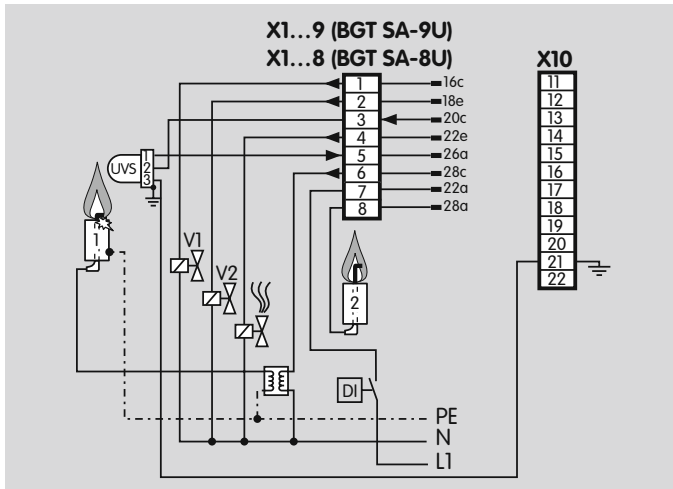 X1…9 (BGT SA-9U)
X1…8 (BGT SA-8U)
X10
1 16c
2 18e
3 20c
4 22e
5 26a
6 28c
7 22a
8 28a
11
12
13
14
15
16
17
18
19
20
21
22
UVS
1
2
3
1
V1
V2
2
DI
PE
N
L1